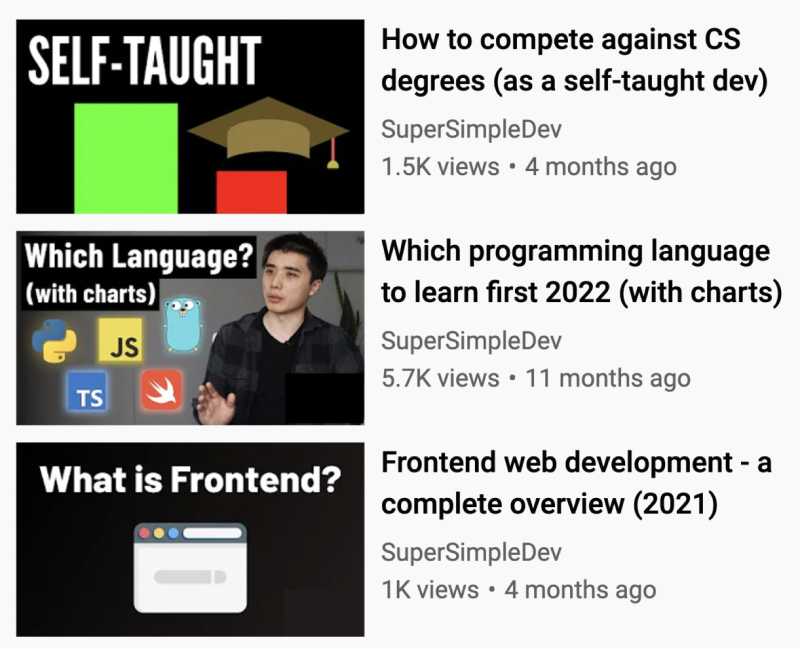 SELF-TAUGHT
How to compete against CS
degrees (as a self-taught dev)
SuperSimpleDev
1.5K views • 4 months ago
Which Language?
(with charts)
JS
TS
Which programming language
to learn first 2022 (with charts)
SuperSimpleDev
5.7K views • 11 months ago
What is Frontend?
Frontend web development - a
complete overview (2021)
SuperSimpleDev
1K views • 4 months ago